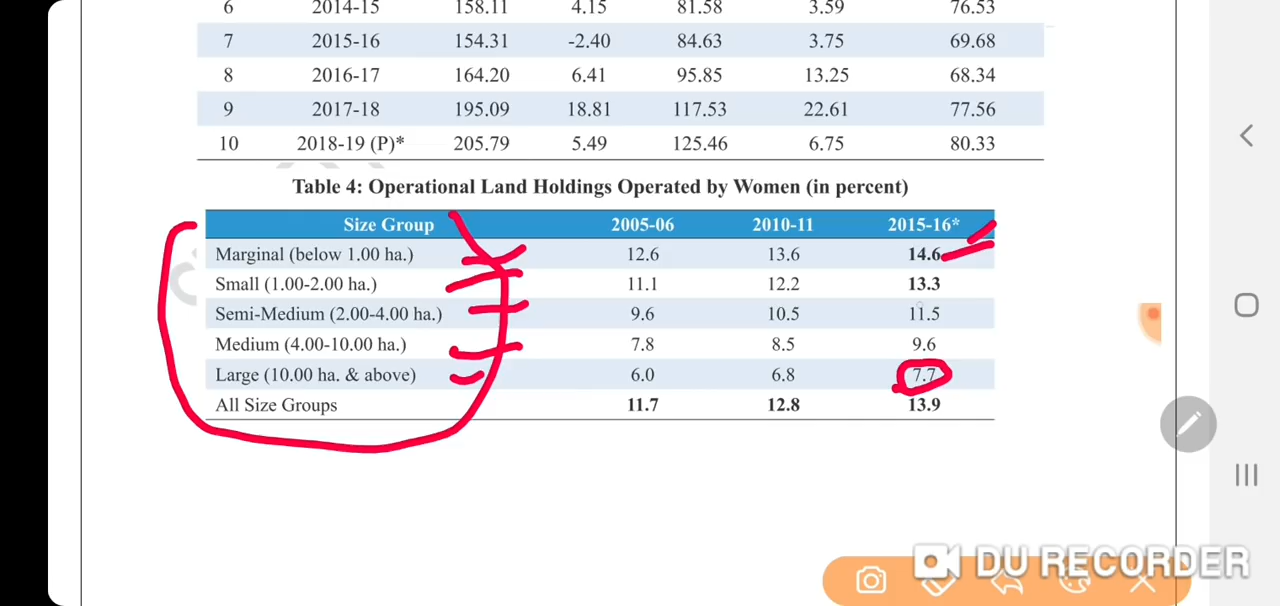 6 2014-15 158.11 4.15 81.58 3.59 76.53
7 2015-16 154.31 -2.40 84.63 3.75 69.68
8 2016-17 164.20 6.41 95.85 13.25 68.34
9 2017-18 195.09 18.81 117.53 22.61 77.56
10 2018-19 (P)* 205.79 5.49 125.46 6.75 80.33
Table 4: Operational Land Holdings Operated by Women (in percent)
Size Group 2005-06 2010-11 2015-16*
Marginal (below 1.00 ha.) 12.6 13.6 14.6
Small (1.00-2.00 ha.) 11.1 12.2 13.3
Semi-Medium (2.00-4.00 ha.) 9.6 10.5 11.5
Medium (4.00-10.00 ha.) 7.8 8.5 9.6
Large (10.00 ha. & above) 6.0 6.8 7.7
All Size Groups 11.7 12.8 13.9
DU RECORDER